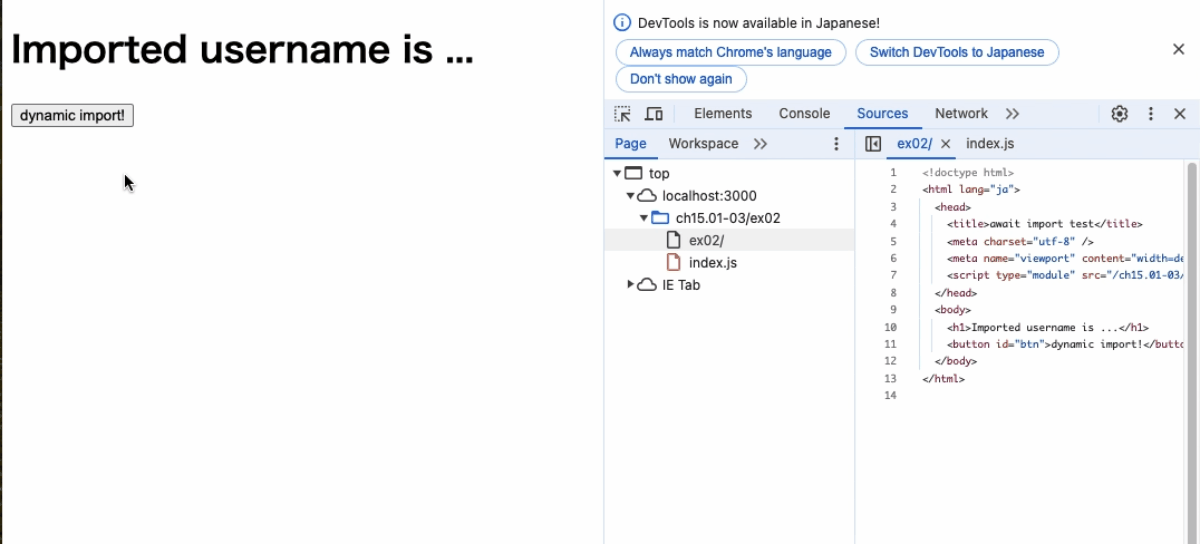 Imported username is ...
dynamic import!
DevTools is now available in Japanese!
Always match Chrome's language
Switch DevTools to Japanese
Don't show again
Elements Console Sources Network
Page Workspace
ex02/ index.js
top
localhost:3000
ch15.01-03/ex02
ex02/
index.js
IE Tab
1 <!doctype html>
2 <html lang="ja">
3 <head>
4 <title>await import test</title>
5 <meta charset="utf-8" />
6 <meta name="viewport" content="width=de
7 <script type="module" src="/ch15.01-03/
8 </head>
9 <body>
10 <h1>Imported username is ...</h1>
11 <button id="btn">dynamic import!</butto
12 </body>
13 </html>
14